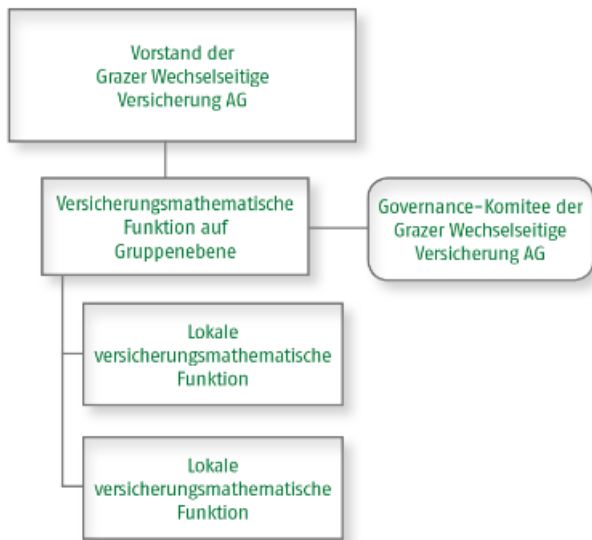 Vorstand der
Grazer Wechselseitige
Versicherung AG
Versicherungsmathematische
Funktion auf
Gruppenebene
Governance-Komitee der
Grazer Wechselseitige
Versicherung AG
Lokale
versicherungsmathematische
Funktion
Lokale
versicherungsmathematische
Funktion